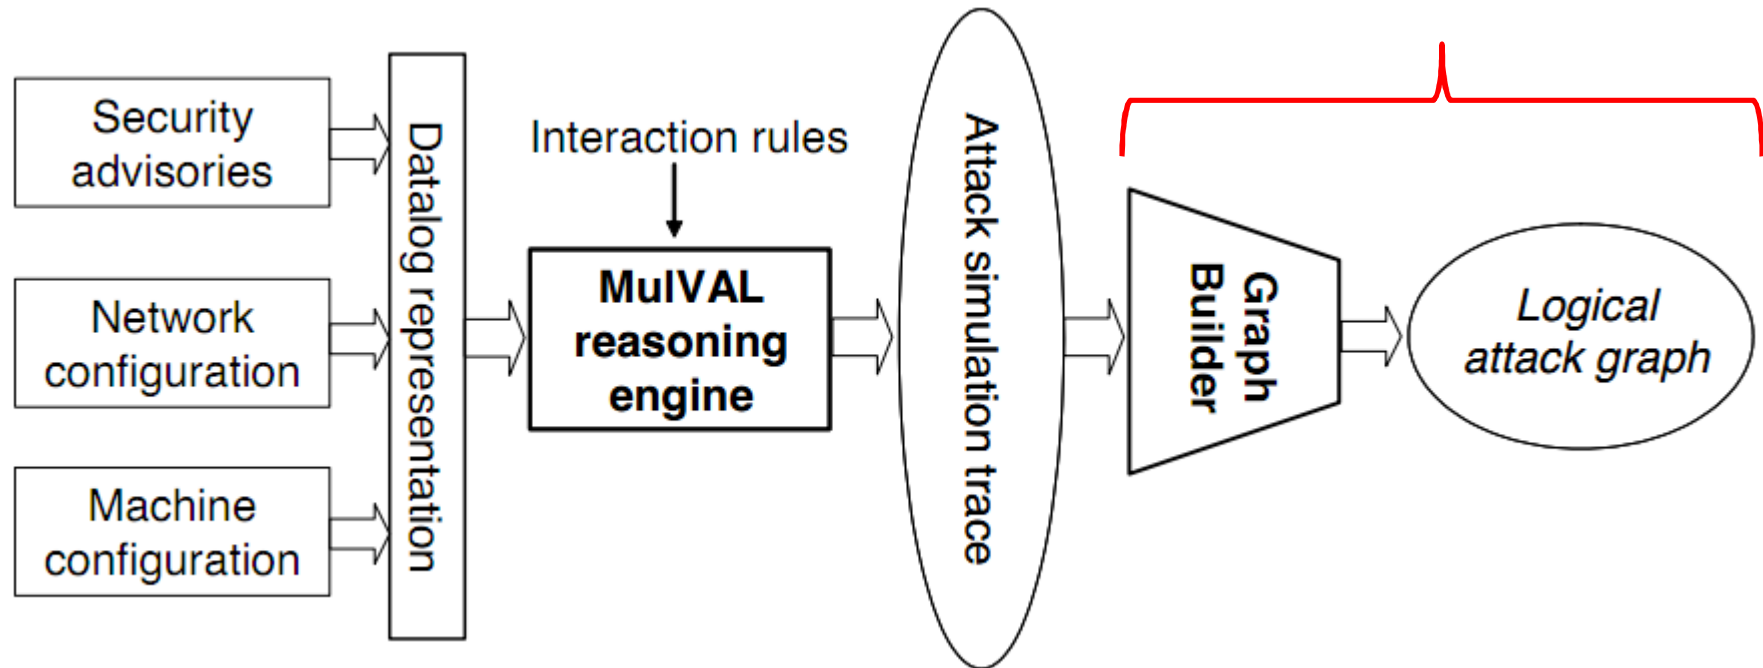 Security
advisories
Network
configuration
Machine
configuration
Datalog representation
Interaction rules
MulVAL
reasoning
engine
Attack simulation trace
Graph
Builder
Logical
attack graph